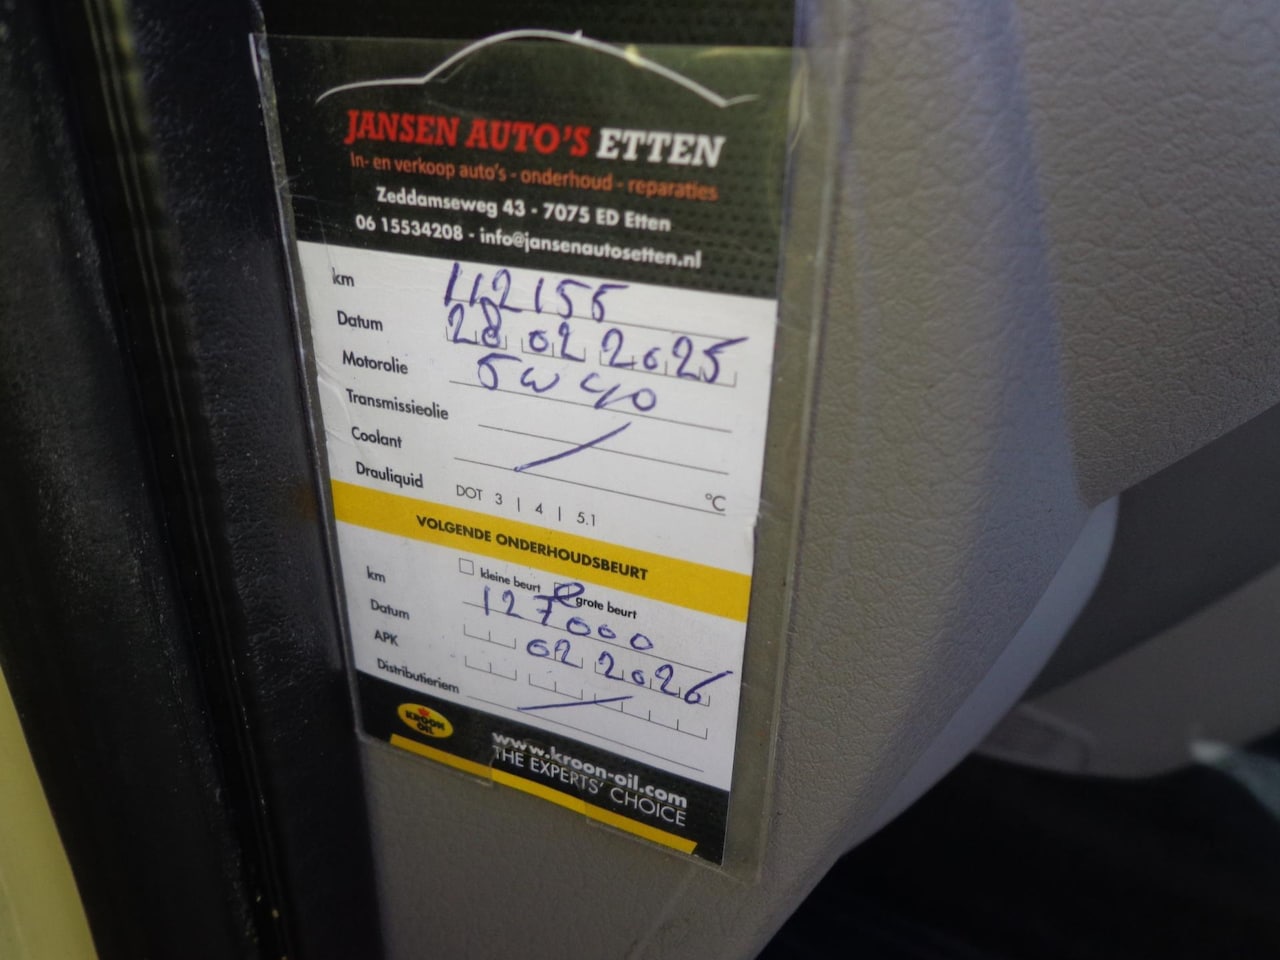 JANSEN AUTO'S ETTEN
In- en verkoop auto's - onderhoud - reparaties
Zeddamseweg 43 - 7075 ED Etten
06 15534208 - info@jansenautosetten.nl
km 112155
Datum 28 02 2025
Motorolie 5W40
Transmissieolie
Coolant °C
Drauliquid DOT 3 | 4 | 5.1
VOLGENDE ONDERHOUDSBEURT
kleine beurt grote beurt
km 127000
Datum 02 2026
APK
Distributieriem
KROON OIL
www.kroon-oil.com
THE EXPERTS' CHOICE